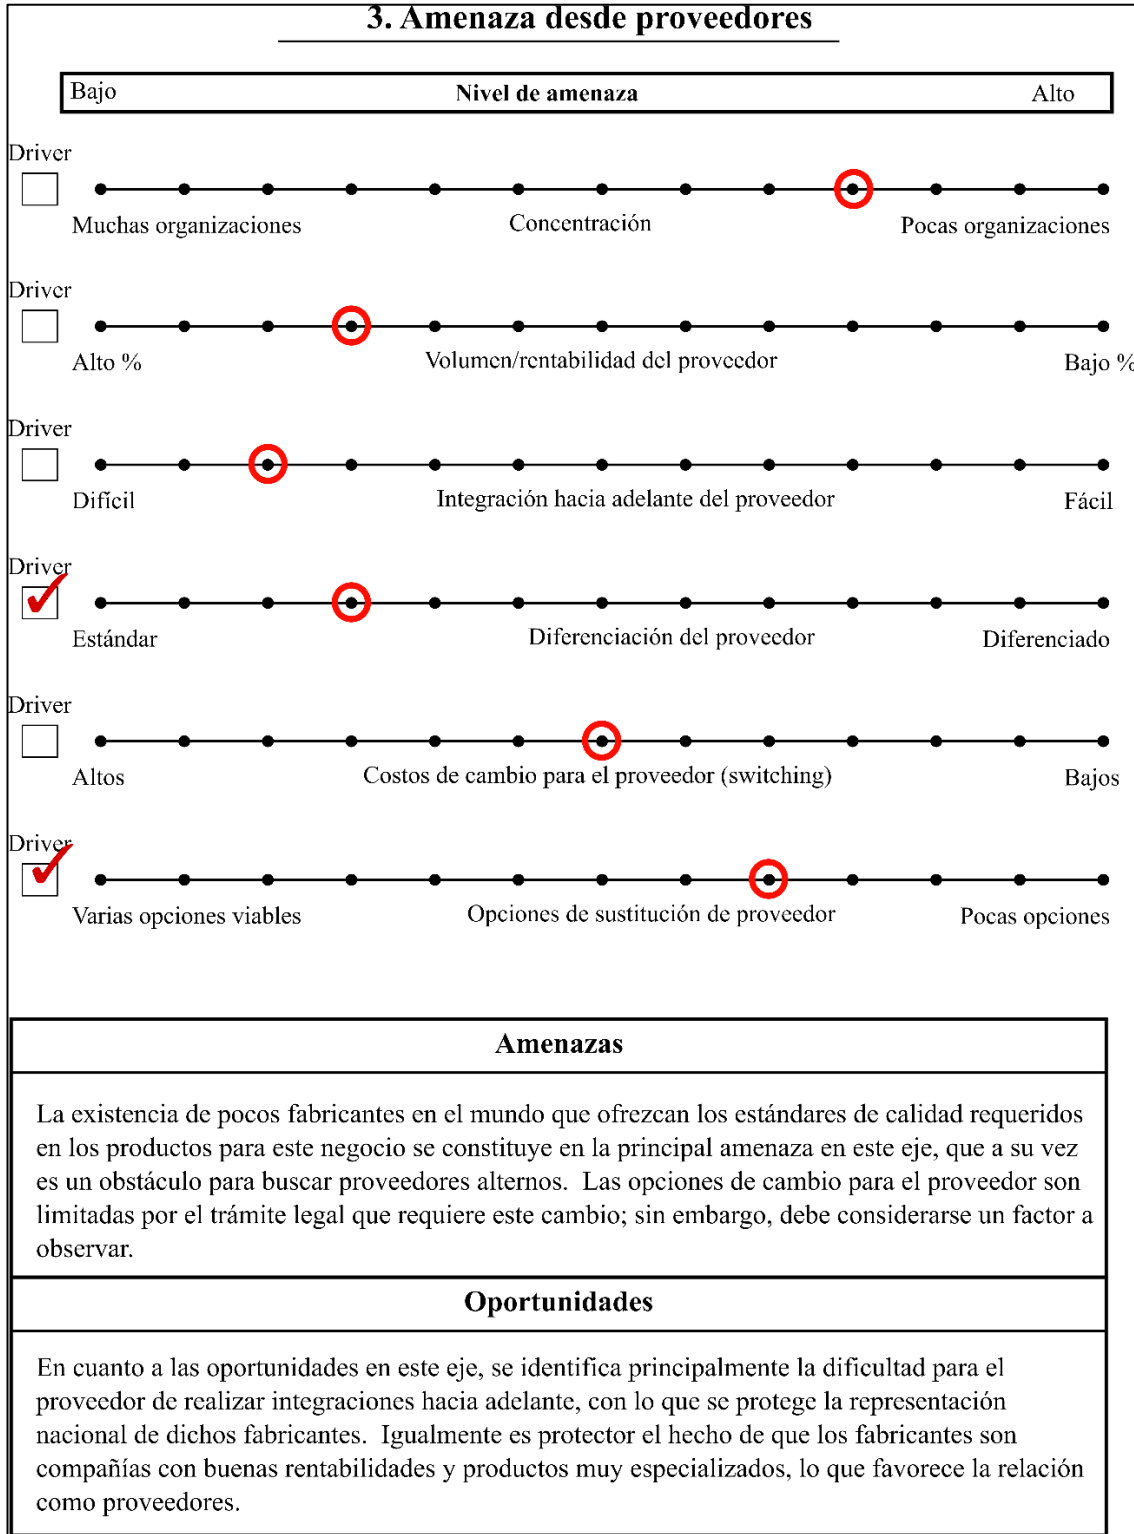 3. Amenaza desde proveedores
Bajo Nivel de amenaza Alto
Driver
Muchas organizaciones Concentración Pocas organizaciones
Driver
Alto % Volumen/rentabilidad del proveedor Bajo %
Driver
Difícil Integración hacia adelante del proveedor Fácil
Driver
Estándar Diferenciación del proveedor Diferenciado
Driver
Altos Costos de cambio para el proveedor (switching) Bajos
Driver
Varias opciones viables Opciones de sustitución de proveedor Pocas opciones
Amenazas
La existencia de pocos fabricantes en el mundo que ofrezcan los estándares de calidad requeridos
en los productos para este negocio se constituye en la principal amenaza en este eje, que a su vez
es un obstáculo para buscar proveedores alternos. Las opciones de cambio para el proveedor son
limitadas por el trámite legal que requiere este cambio; sin embargo, debe considerarse un factor a
observar.
Oportunidades
En cuanto a las oportunidades en este eje, se identifica principalmente la dificultad para el
proveedor de realizar integraciones hacia adelante, con lo que se protege la representación
nacional de dichos fabricantes. Igualmente es protector el hecho de que los fabricantes son
compañías con buenas rentabilidades y productos muy especializados, lo que favorece la relación
como proveedores.